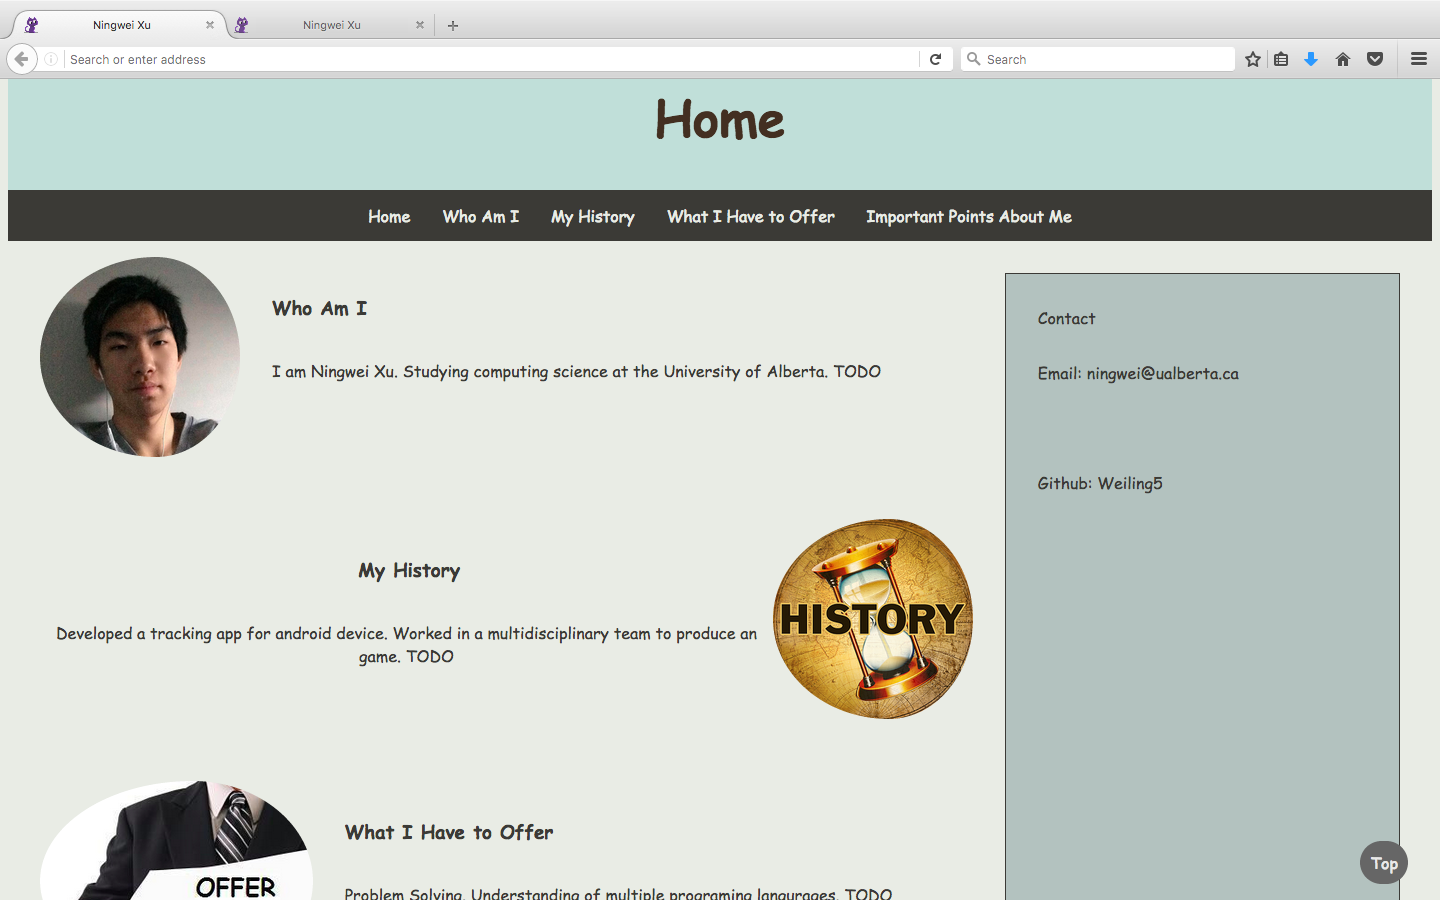 Ningwei Xu
Ningwei Xu
Search or enter address
Search
Home
Home Who Am I My History What I Have to Offer Important Points About Me
Who Am I
I am Ningwei Xu. Studying computing science at the University of Alberta. TODO
Contact
Email: ningwei@ualberta.ca
Github: Weiling5
My History
Developed a tracking app for android device. Worked in a multidisciplinary team to produce an
game. TODO
HISTORY
What I Have to Offer
Problem Solving. Understanding of multiple programing languages. TODO
OFFER
Top